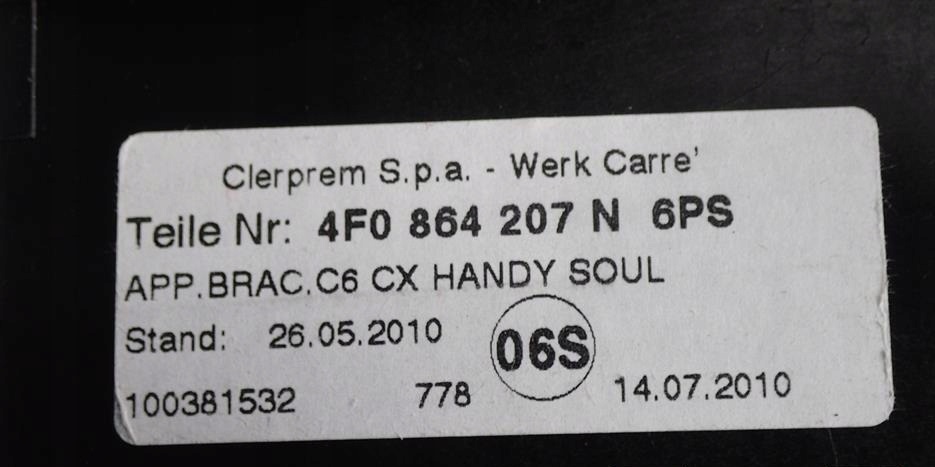 Clerprem S.p.a. - Werk Carre'
Teile Nr: 4F0 864 207 N 6PS
APP.BRAC.C6 CX HANDY SOUL
Stand: 26.05.2010 06S
100381532 778 14.07.2010